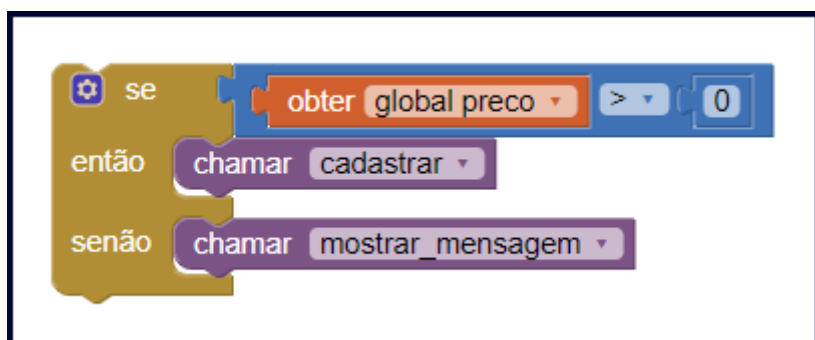 se obter global preco > 0
então chamar cadastrar
senão chamar mostrar_mensagem